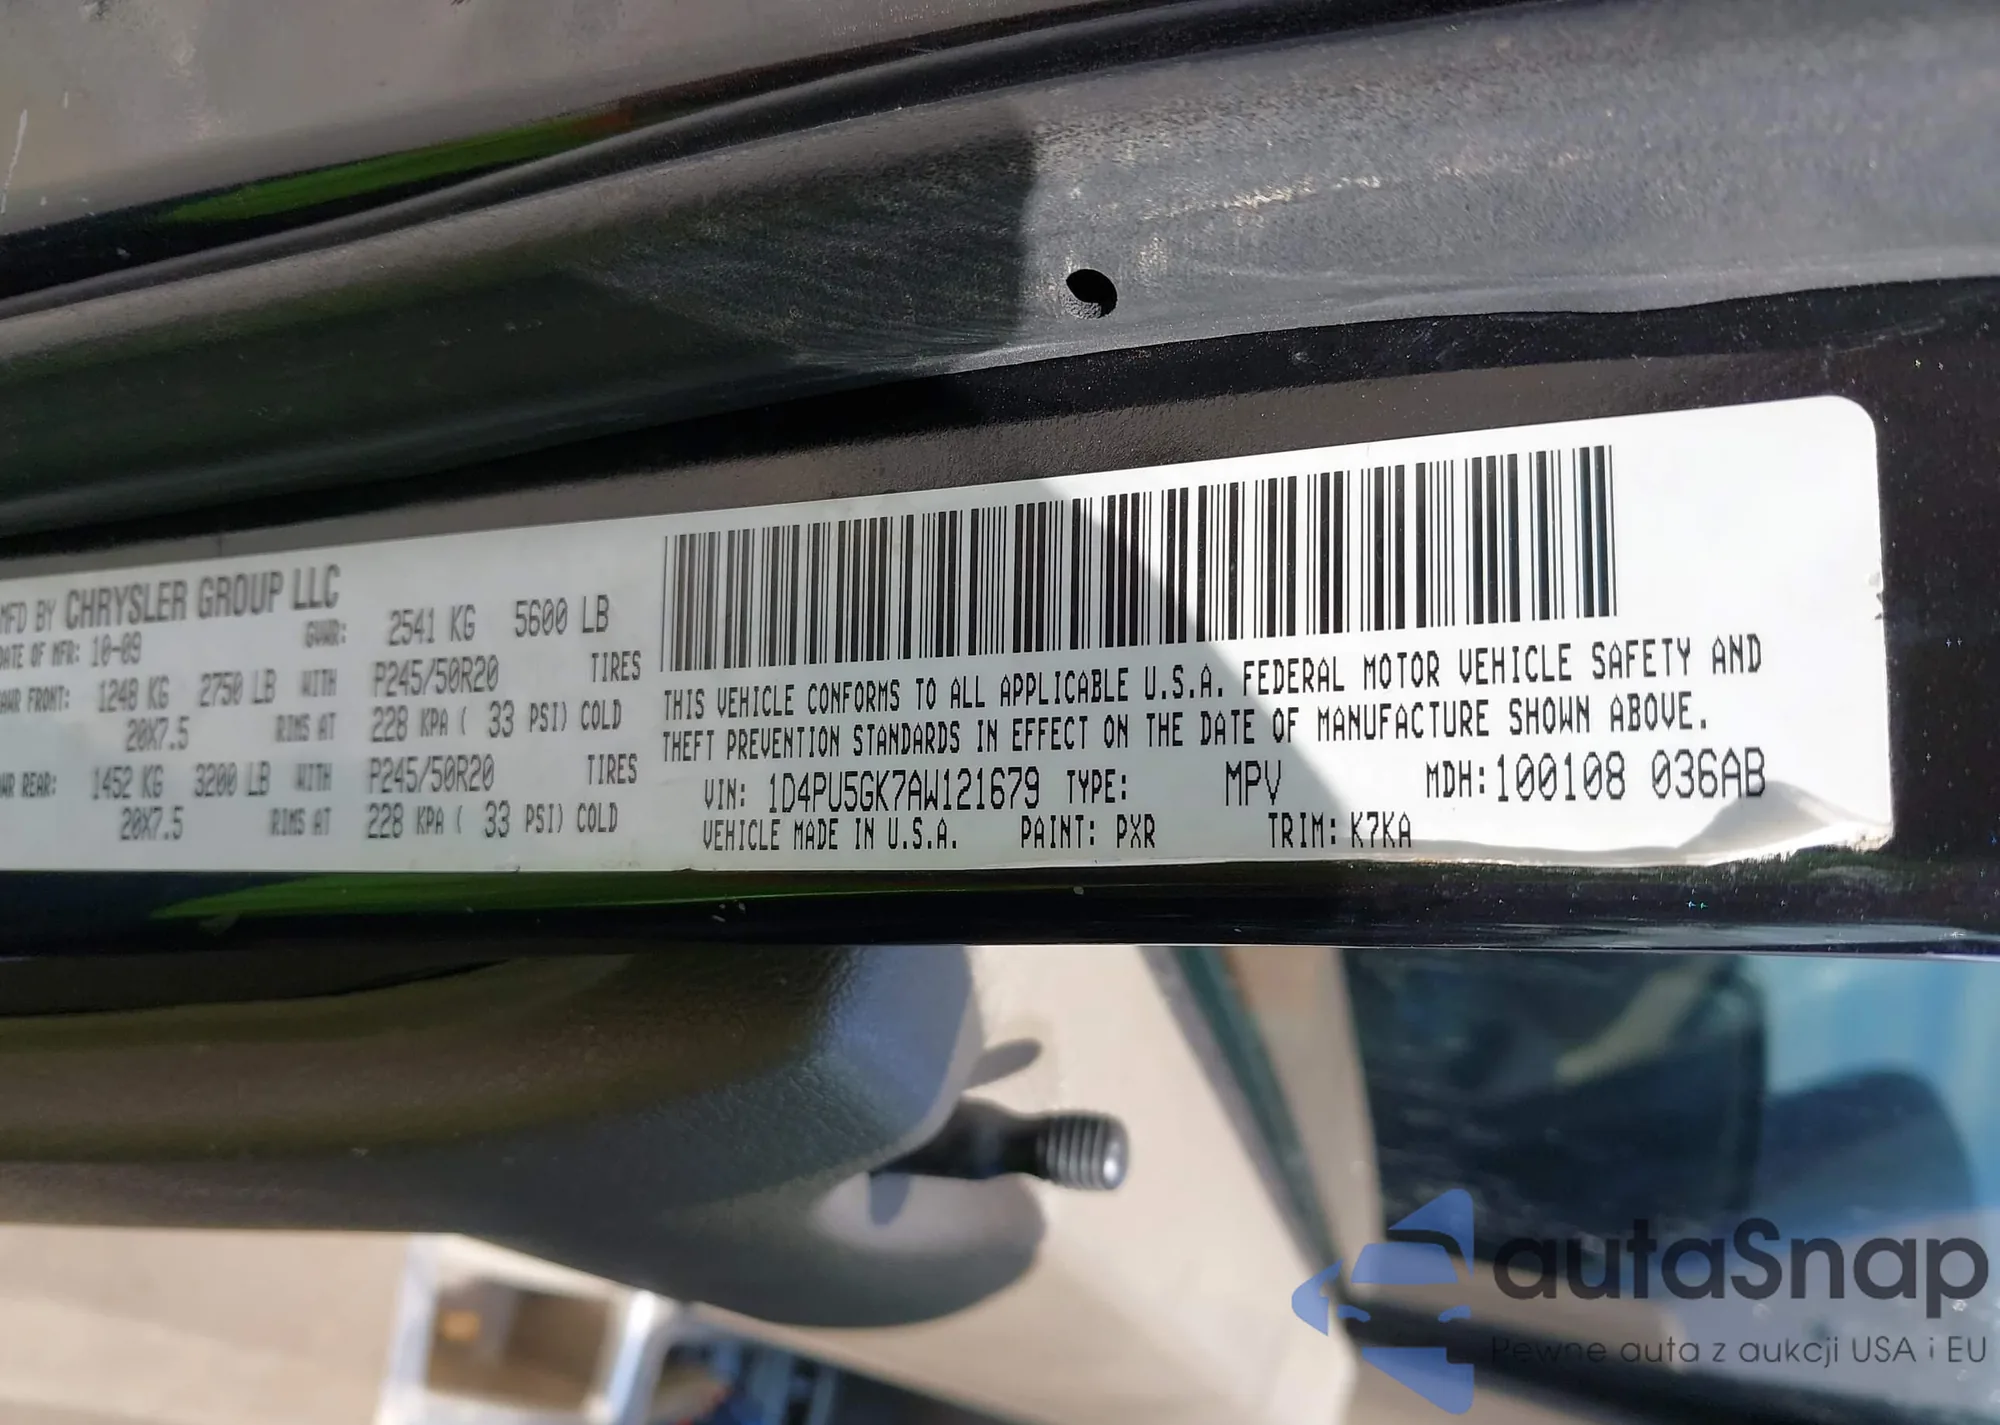 MFD BY CHRYSLER GROUP LLC
DATE OF MFR: 10-09 GVWR: 2541 KG 5600 LB
GAWR FRONT: 1248 KG 2750 LB WITH P245/50R20 TIRES
20X7.5 RIMS AT 228 KPA ( 33 PSI) COLD
GAWR REAR: 1452 KG 3200 LB WITH P245/50R20 TIRES
20X7.5 RIMS AT 228 KPA ( 33 PSI) COLD
THIS VEHICLE CONFORMS TO ALL APPLICABLE U.S.A. FEDERAL MOTOR VEHICLE SAFETY AND
THEFT PREVENTION STANDARDS IN EFFECT ON THE DATE OF MANUFACTURE SHOWN ABOVE.
VIN: 1D4PU5GK7AW121679 TYPE: MPV MDH:100108 036AB
VEHICLE MADE IN U.S.A. PAINT: PXR TRIM: K7KA
autaSnap
Pewne auta z aukcji USA i EU